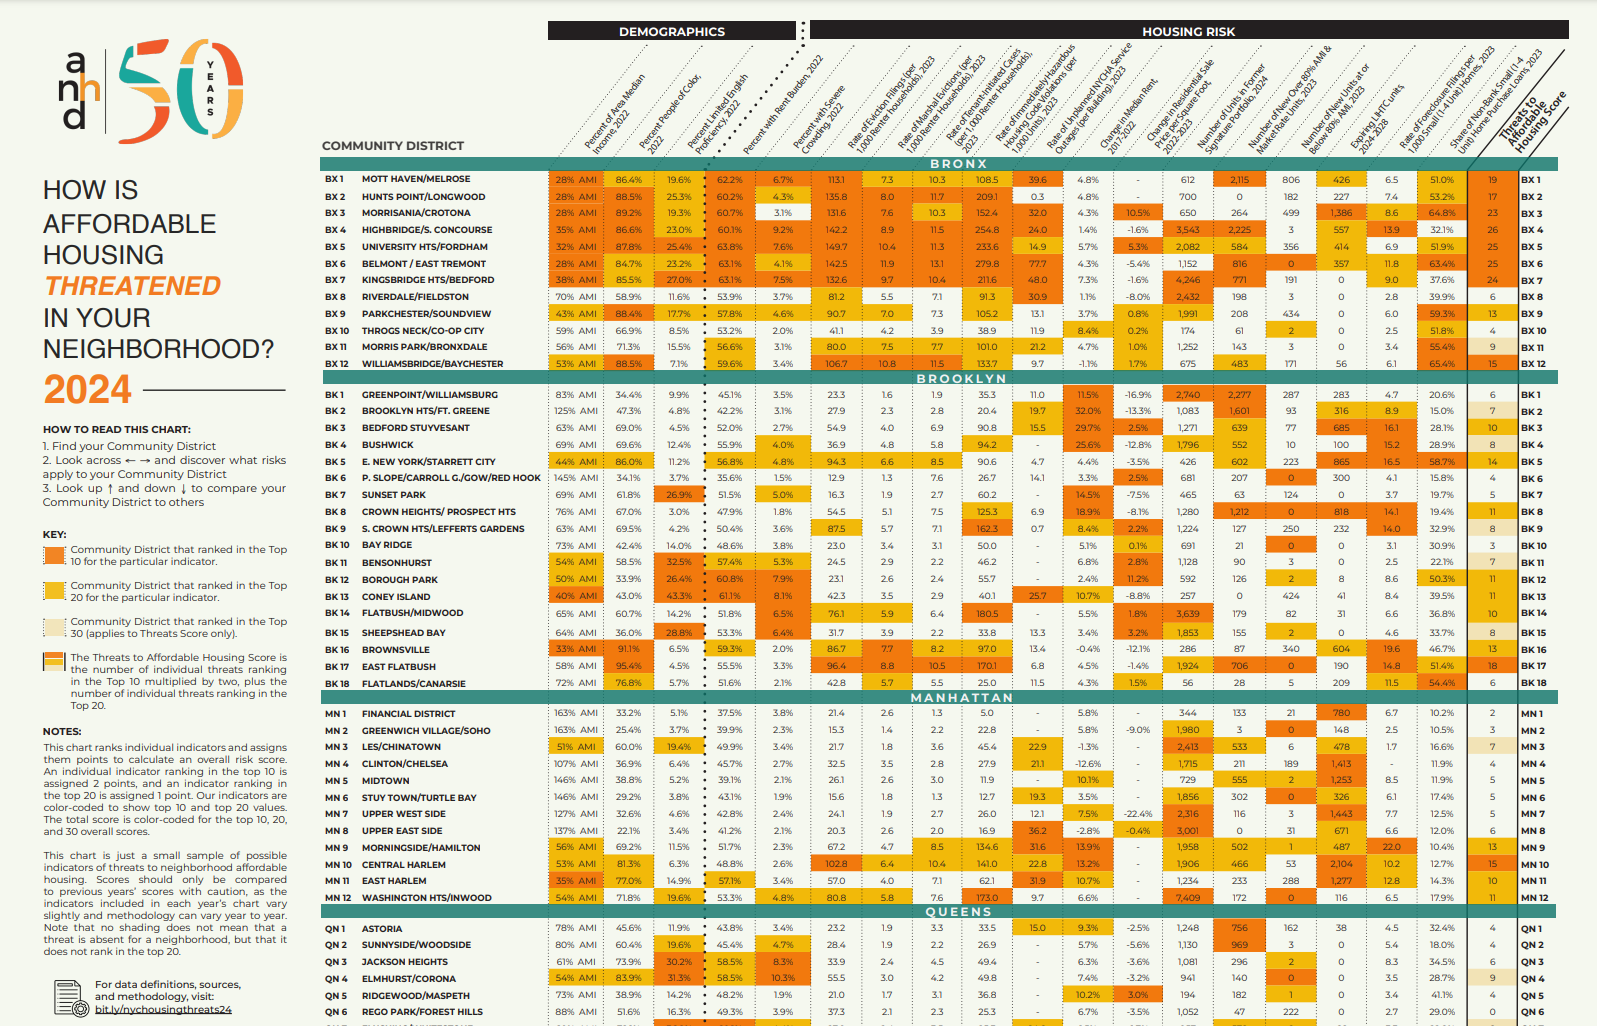 anhd
50
YEARS
HOW IS
AFFORDABLE
HOUSING
THREATENED
IN YOUR
NEIGHBORHOOD?
2024
HOW TO READ THIS CHART:
1. Find your Community District
2. Look across ← → and discover what risks
apply to your Community District
3. Look up ↑ and down ↓ to compare your
Community District to others
KEY:
Community District that ranked in the Top
10 for the particular indicator.
Community District that ranked in the Top
20 for the particular indicator.
Community District that ranked in the Top
30 (applies to Threats Score only).
The Threats to Affordable Housing Score is
the number of individual threats ranking
in the Top 10 multiplied by two, plus the
number of individual threats ranking in the
Top 20.
NOTES:
This chart ranks individual indicators and assigns
them points to calculate an overall risk score.
An individual indicator ranking in the top 10 is
assigned 2 points, and an indicator ranking in
the top 20 is assigned 1 point. Our indicators are
color-coded to show top 10 and top 20 values.
The total score is color-coded for the top 10, 20,
and 30 overall scores.
This chart is just a small sample of possible
indicators of threats to neighborhood affordable
housing. Scores should only be compared
to previous years' scores with caution, as the
indicators included in each year's chart vary
slightly and methodology can vary year to year.
Note that no shading does not mean that a
threat is absent for a neighborhood, but that it
does not rank in the top 20.
For data definitions, sources,
and methodology, visit:
bit.ly/nychousingthreats24
DEMOGRAPHICS
HOUSING RISK
COMMUNITY DISTRICT
Percent of Area Median
Income, 2022
Percent People of Color,
2022
Percent Limited English
Proficiency, 2022
Percent with Rent Burden, 2022
Percent with Severe
Crowding, 2022
Rate of Eviction Filings (per
1,000 Renter households), 2023
Rate of Marshal Evictions (per
1,000 Renter Households), 2023
Rate of Tenant-Initiated Cases
(per 1,000 Renter Households),
2023
Rate of Immediately Hazardous
Housing Code Violations (per
1,000 Units), 2023
Rate of Unplanned NYCHA Service
Outages (per Building), 2023
Change in Median Rent,
2017-2022
Change in Residential Sale
Price per Square Foot,
2022-2023
Number of Units in Former
Signature Portfolio, 2024
Number of New Over 80% AMI &
Market Rate Units, 2023
Number of New Units at or
Below 80% AMI, 2023
Expiring LIHTC units,
2024-2028
Rate of Foreclosure Filings per
1,000 Small (1-4 Unit) Homes, 2023
Share of Non-Bank Small (1-4
Unit) Home Purchase Loans, 2023
Threats to
Affordable
Housing Score
BRONX
BX 1 MOTT HAVEN/MELROSE 28% AMI 86.4% 19.6% 62.2% 6.7% 113.1 7.3 10.3 108.5 39.6 4.8% - 612 2,115 806 426 6.5 51.0% 19 BX 1
BX 2 HUNTS POINT/LONGWOOD 28% AMI 88.5% 25.3% 60.2% 4.3% 135.8 8.0 11.7 209.1 0.3 4.8% - 700 0 182 227 7.4 53.2% 17 BX 2
BX 3 MORRISANIA/CROTONA 28% AMI 89.2% 19.3% 60.7% 3.1% 131.6 7.6 10.3 152.4 32.0 4.3% 10.5% 650 264 499 1,386 8.6 64.8% 23 BX 3
BX 4 HIGHBRIDGE/S. CONCOURSE 35% AMI 86.6% 23.0% 60.1% 9.2% 142.2 8.9 11.5 254.8 24.0 1.4% -1.6% 3,543 2,225 3 557 13.9 32.1% 26 BX 4
BX 5 UNIVERSITY HTS/FORDHAM 32% AMI 87.8% 25.4% 63.8% 7.6% 149.7 10.4 11.3 233.6 14.9 5.7% 5.3% 2,082 584 356 414 6.9 51.9% 25 BX 5
BX 6 BELMONT / EAST TREMONT 28% AMI 84.7% 23.2% 63.1% 4.1% 142.5 11.9 13.1 279.8 77.7 4.3% -5.4% 1,152 816 0 357 11.8 63.4% 25 BX 6
BX 7 KINGSBRIDGE HTS/BEDFORD 38% AMI 85.5% 27.0% 63.1% 7.5% 132.6 9.7 10.4 211.6 48.0 7.3% -1.6% 4,246 771 191 0 9.0 37.6% 24 BX 7
BX 8 RIVERDALE/FIELDSTON 70% AMI 58.9% 11.6% 53.9% 3.7% 81.2 5.5 7.1 91.3 30.9 1.1% -8.0% 2,432 198 3 0 2.8 39.9% 6 BX 8
BX 9 PARKCHESTER/SOUNDVIEW 43% AMI 88.4% 17.7% 57.8% 4.6% 90.7 7.0 7.3 105.2 13.1 3.7% 0.8% 1,991 208 434 0 6.0 59.3% 13 BX 9
BX 10 THROGS NECK/CO-OP CITY 59% AMI 66.9% 8.5% 53.2% 2.0% 41.1 4.2 3.9 38.9 11.9 8.4% 0.2% 174 61 2 0 2.5 51.8% 4 BX 10
BX 11 MORRIS PARK/BRONXDALE 56% AMI 71.3% 15.5% 56.6% 3.1% 80.0 7.5 7.7 101.0 21.2 4.7% 1.0% 1,252 143 3 0 4.1 55.4% 9 BX 11
BX 12 WILLIAMSBRIDGE/BAYCHESTER 53% AMI 88.5% 7.1% 59.6% 3.4% 106.7 10.8 11.5 133.7 9.7 -1.1% 1.7% 675 483 171 56 6.1 65.4% 15 BX 12
BROOKLYN
BK 1 GREENPOINT/WILLIAMSBURG 83% AMI 34.4% 9.9% 45.1% 3.5% 23.3 1.6 1.9 35.3 11.0 11.5% -16.9% 2,740 2,277 287 283 4.7 20.6% 6 BK 1
BK 2 BROOKLYN HTS/FT. GREENE 125% AMI 47.3% 4.8% 42.2% 3.1% 27.9 2.3 2.8 20.4 19.7 32.0% -13.3% 1,083 1,601 93 316 8.9 15.0% 7 BK 2
BK 3 BEDFORD STUYVESANT 63% AMI 69.0% 4.5% 52.0% 2.7% 54.9 4.0 6.9 90.8 15.5 29.7% 2.5% 1,271 639 77 685 16.1 28.1% 10 BK 3
BK 4 BUSHWICK 69% AMI 69.6% 12.4% 55.9% 4.0% 36.9 4.8 5.8 94.2 - 25.6% -12.8% 1,796 552 10 100 15.2 28.9% 8 BK 4
BK 5 E. NEW YORK/STARRETT CITY 44% AMI 86.0% 11.2% 56.8% 4.8% 94.3 6.6 8.5 90.6 4.7 4.4% -3.5% 426 602 223 865 16.5 58.7% 14 BK 5
BK 6 P. SLOPE/CARROLL G./GOW/RED HOOK 145% AMI 34.1% 3.7% 35.6% 1.5% 12.9 1.3 7.6 26.7 14.1 3.3% 2.5% 681 207 0 300 4.1 15.8% 4 BK 6
BK 7 SUNSET PARK 69% AMI 61.8% 26.9% 51.5% 5.0% 16.3 1.9 2.7 60.2 - 14.5% -7.5% 465 63 124 0 3.7 19.7% 5 BK 7
BK 8 CROWN HEIGHTS/ PROSPECT HTS 76% AMI 67.0% 3.0% 47.9% 1.8% 54.5 5.1 7.5 125.3 6.9 18.9% -8.1% 1,280 1,212 0 818 14.1 19.4% 11 BK 8
BK 9 S. CROWN HTS/LEFFERTS GARDENS 63% AMI 69.5% 4.2% 50.4% 3.6% 87.5 5.7 7.1 162.3 0.7 8.4% 2.2% 1,224 127 250 232 14.0 32.9% 8 BK 9
BK 10 BAY RIDGE 73% AMI 42.4% 14.0% 48.6% 3.8% 23.0 3.4 3.1 50.0 - 5.1% 0.1% 691 21 0 0 3.1 30.9% 3 BK 10
BK 11 BENSONHURST 54% AMI 58.5% 32.5% 57.4% 5.3% 24.5 2.9 2.2 46.2 - 6.8% 2.8% 1,128 90 3 0 2.5 22.1% 7 BK 11
BK 12 BOROUGH PARK 50% AMI 33.9% 26.4% 60.8% 7.9% 23.1 2.6 2.4 55.7 - 2.4% 11.2% 592 126 2 8 8.6 50.3% 11 BK 12
BK 13 CONEY ISLAND 40% AMI 43.0% 43.3% 61.1% 8.1% 42.3 3.5 2.9 40.1 25.7 10.7% -8.8% 257 0 424 41 8.4 39.5% 11 BK 13
BK 14 FLATBUSH/MIDWOOD 65% AMI 60.7% 14.2% 51.8% 6.5% 76.1 5.9 6.4 180.5 - 5.5% 1.8% 3,639 179 82 31 6.6 36.8% 10 BK 14
BK 15 SHEEPSHEAD BAY 64% AMI 36.0% 28.8% 53.3% 6.4% 31.7 3.9 2.2 33.8 13.3 3.4% 3.2% 1,853 155 2 0 4.6 33.7% 8 BK 15
BK 16 BROWNSVILLE 33% AMI 91.1% 6.5% 59.3% 2.0% 86.7 7.7 8.2 97.0 13.4 -0.4% -12.1% 286 87 340 604 19.6 46.7% 13 BK 16
BK 17 EAST FLATBUSH 58% AMI 95.4% 4.5% 55.5% 3.3% 96.4 8.8 10.5 170.1 6.8 4.5% -1.4% 1,924 706 0 190 14.8 51.4% 18 BK 17
BK 18 FLATLANDS/CANARSIE 72% AMI 76.8% 5.7% 51.6% 2.1% 42.8 5.7 5.5 25.0 11.5 4.3% 1.5% 56 28 5 209 11.5 54.4% 6 BK 18
MANHATTAN
MN 1 FINANCIAL DISTRICT 163% AMI 33.2% 5.1% 37.5% 3.8% 21.4 2.6 1.3 5.0 - 5.8% - 344 133 21 780 6.7 10.2% 2 MN 1
MN 2 GREENWICH VILLAGE/SOHO 163% AMI 25.4% 3.7% 39.9% 2.3% 15.3 1.4 2.2 22.8 - 5.8% -9.0% 1,980 3 0 148 2.5 10.5% 3 MN 2
MN 3 LES/CHINATOWN 51% AMI 60.0% 19.4% 49.9% 3.4% 21.7 1.8 3.6 45.4 22.9 -1.3% - 2,413 533 6 478 1.7 16.6% 7 MN 3
MN 4 CLINTON/CHELSEA 107% AMI 36.9% 6.4% 45.7% 2.7% 32.5 3.5 2.8 27.9 21.1 -12.6% - 1,715 211 189 1,413 - 11.9% 4 MN 4
MN 5 MIDTOWN 146% AMI 38.8% 5.2% 39.1% 2.1% 26.1 2.6 3.0 11.9 - 10.1% - 729 555 2 1,253 8.5 11.9% 5 MN 5
MN 6 STUY TOWN/TURTLE BAY 146% AMI 29.2% 3.8% 43.1% 1.9% 15.6 1.8 1.3 12.7 19.3 3.5% - 1,856 302 0 326 6.1 17.4% 5 MN 6
MN 7 UPPER WEST SIDE 127% AMI 32.6% 4.6% 42.8% 2.4% 24.1 1.9 2.7 26.0 12.1 7.5% -22.4% 2,316 116 3 1,443 7.7 12.5% 5 MN 7
MN 8 UPPER EAST SIDE 137% AMI 22.1% 3.4% 41.2% 2.1% 20.3 2.6 2.0 16.9 36.2 -2.8% -0.4% 3,001 0 31 671 6.6 12.0% 6 MN 8
MN 9 MORNINGSIDE/HAMILTON 56% AMI 69.2% 11.5% 51.7% 2.3% 67.2 4.7 8.5 134.6 31.6 13.9% - 1,958 502 1 487 22.0 10.4% 13 MN 9
MN 10 CENTRAL HARLEM 53% AMI 81.3% 6.3% 48.8% 2.6% 102.8 6.4 10.4 141.0 22.8 13.2% - 1,906 466 53 2,104 10.2 12.7% 15 MN 10
MN 11 EAST HARLEM 35% AMI 77.0% 14.9% 57.1% 3.4% 57.0 4.0 7.1 62.1 31.9 10.7% - 1,234 233 288 1,277 12.8 14.3% 10 MN 11
MN 12 WASHINGTON HTS/INWOOD 54% AMI 71.8% 19.6% 53.3% 4.8% 80.8 5.8 7.6 173.0 9.7 6.6% - 7,409 172 0 116 6.5 17.9% 11 MN 12
QUEENS
QN 1 ASTORIA 78% AMI 45.6% 11.9% 43.8% 3.4% 23.2 1.9 3.3 33.5 15.0 9.3% -2.5% 1,248 756 162 38 4.5 32.4% 4 QN 1
QN 2 SUNNYSIDE/WOODSIDE 80% AMI 60.4% 19.6% 45.4% 4.7% 28.4 1.9 2.2 26.9 - 5.7% -5.6% 1,130 969 3 0 5.4 18.0% 4 QN 2
QN 3 JACKSON HEIGHTS 61% AMI 73.9% 30.2% 58.5% 8.3% 33.9 2.4 4.5 49.4 - 6.3% -3.6% 1,081 296 2 0 8.3 34.5% 6 QN 3
QN 4 ELMHURST/CORONA 54% AMI 83.9% 31.3% 58.5% 10.3% 55.5 3.0 4.2 49.8 - 7.4% -3.2% 941 140 0 0 3.5 28.7% 9 QN 4
QN 5 RIDGEWOOD/MASPETH 73% AMI 38.9% 14.2% 48.2% 1.9% 21.0 1.7 3.1 36.8 - 10.2% 3.0% 194 182 1 0 3.4 41.1% 4 QN 5
QN 6 REGO PARK/FOREST HILLS 88% AMI 51.6% 16.3% 49.3% 3.9% 37.3 2.1 2.3 25.3 - 6.7% -3.5% 1,052 47 222 0 2.7 29.0% 0 QN 6